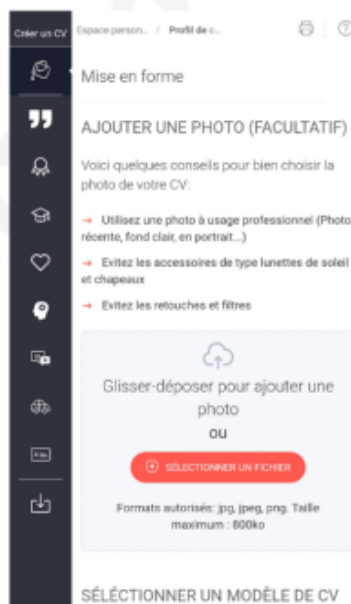 Créer un CV
Espace person... / Profil de c...
Mise en forme
AJOUTER UNE PHOTO (FACULTATIF)
Voici quelques conseils pour bien choisir la
photo de votre CV:
→ Utilisez une photo à usage professionnel (Photo
récente, fond clair, en portrait...)
→ Evitez les accessoires de type lunettes de soleil
et chapeaux
→ Evitez les retouches et filtres
Glisser-déposer pour ajouter une
photo
ou
SELECTIONNER UN FICHIER
Formats autorisés: jpg, jpeg, png. Taille
maximum : 800ko
SÉLÉCTIONNER UN MODÈLE DE CV